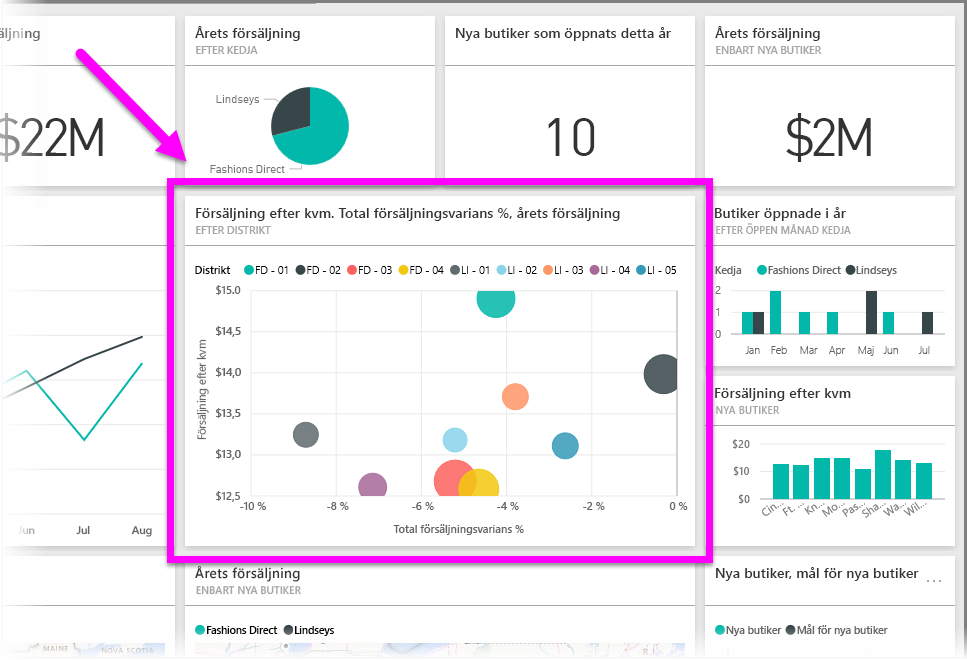 äljning
$22M
Jun
Jul
Aug
MAINE
NOVA SCOTIA
Årets försäljning
EFTER KEDJA
Lindseys
Fashions Direct
Nya butiker som öppnats detta år
10
Årets försäljning
ENBART NYA BUTIKER
$2M
Försäljning efter kvm. Total försäljningsvarians %, årets försäljning
EFTER DISTRIKT
Distrikt FD - 01 FD - 02 FD - 03 FD - 04 LI - 01 LI - 02 LI - 03 LI - 04 LI - 05
Försäljning efter kvm
$15.0
$14,5
$14,0
$13,5
$13,0
$12,5
-10 % -8 % -6 % -4 % -2 % 0 %
Total försäljningsvarians %
Butiker öppnade i år
EFTER ÖPPEN MÅNAD KEDJA
Kedja Fashions Direct Lindseys
2
1
0
Jan Feb Mar Apr Maj Jun Jul
Försäljning efter kvm
NYA BUTIKER
$20
$10
$0
Cin... Ft. ... Kn... Mo... Pas... Sha... Wa... Wil...
Årets försäljning
ENBART NYA BUTIKER
Fashions Direct Lindseys
Nya butiker, mål för nya butiker ...
Nya butiker Mål för nya butiker